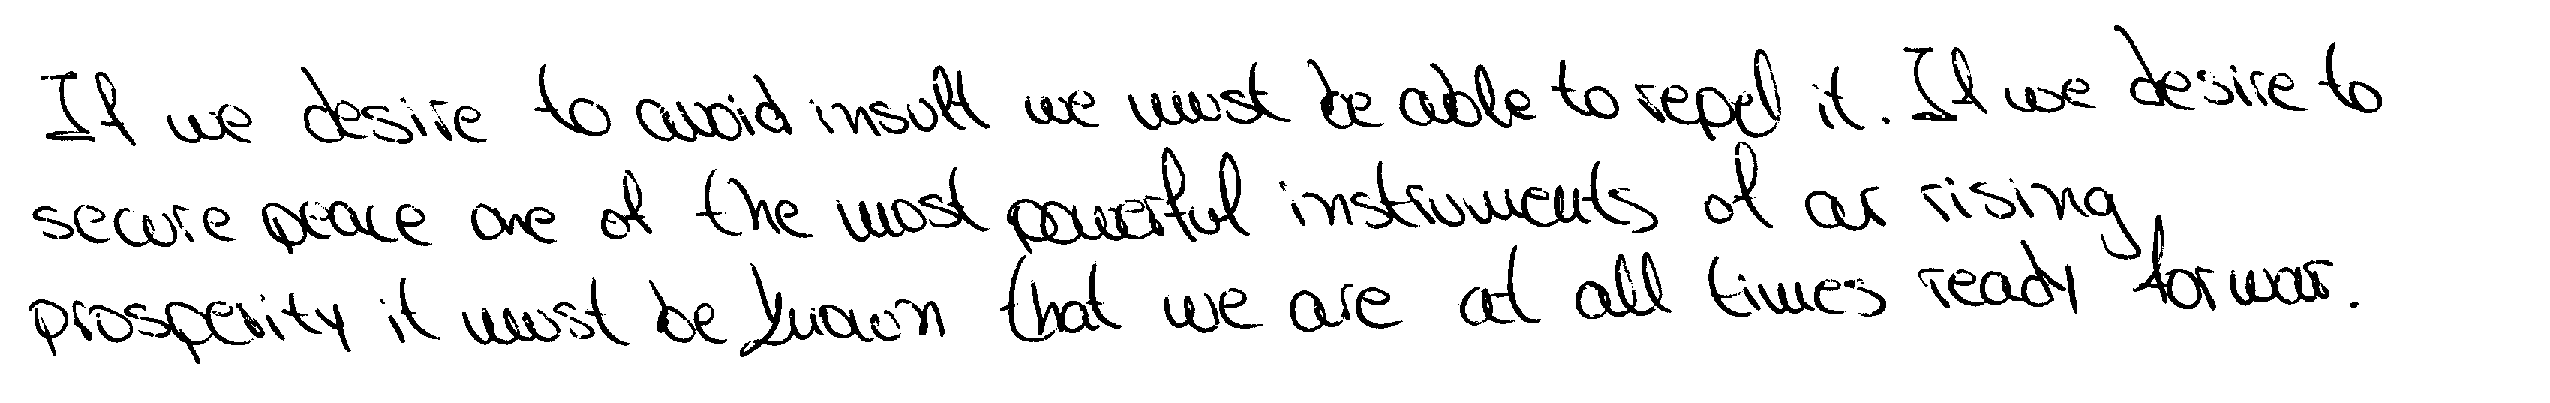 If we desire to avoid insult we must be able to repel it. If we desire to
secure peace one of the most powerful instruments of our rising
prosperity it must be known that we are at all times ready for war.